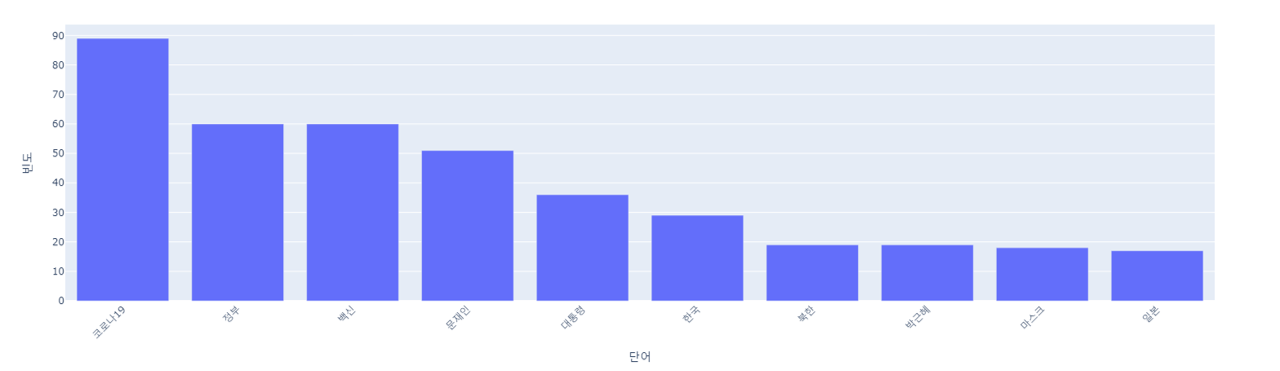 90
80
70
60
50
40
30
20
10
0
빈도
코로나19
정부
백신
문재인
대통령
한국
북한
박근혜
마스크
일본
단어